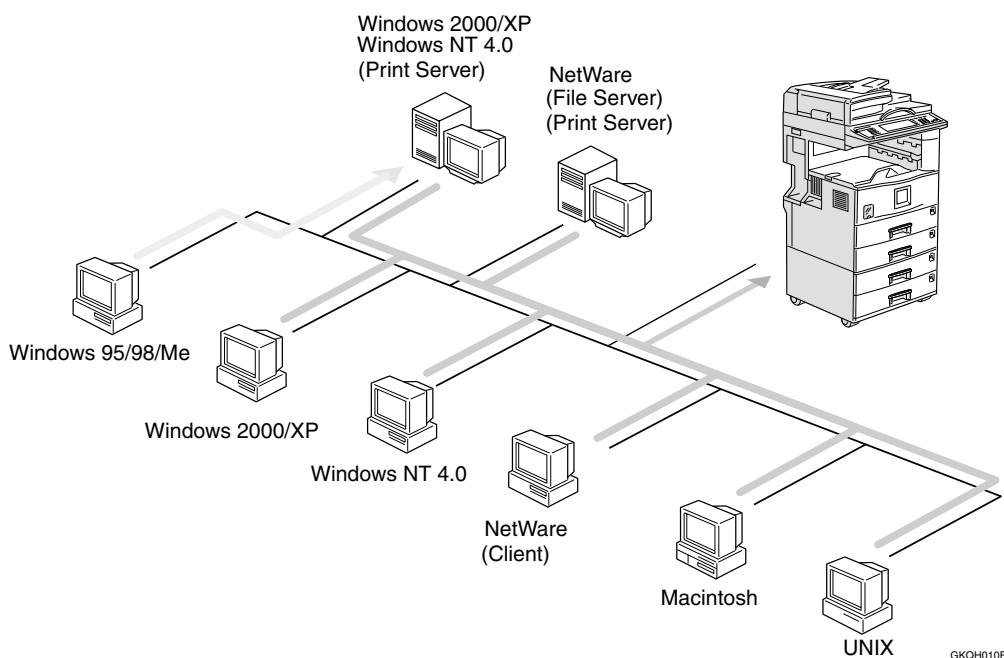 Windows 2000/XP
Windows NT 4.0
(Print Server)
NetWare
(File Server)
(Print Server)
Windows 95/98/Me
Windows 2000/XP
Windows NT 4.0
NetWare
(Client)
Macintosh
UNIX